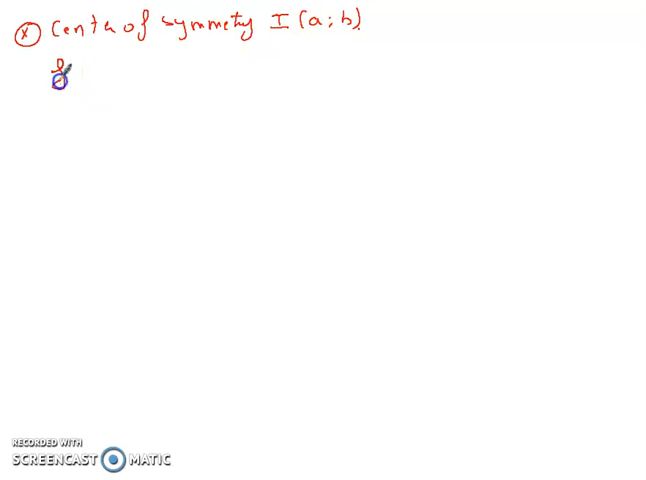 (x) Center of symmetry I (a; b)
f
RECORDED WITH
SCREENCAST MATIC